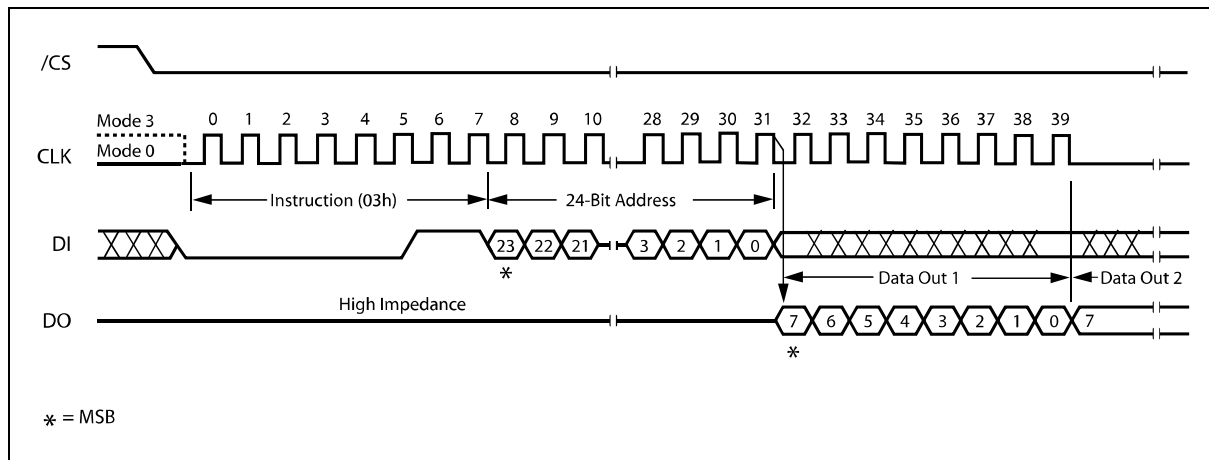 /CS
Mode 3
0 1 2 3 4 5 6 7 8 9 10 28 29 30 31 32 33 34 35 36 37 38 39
CLK
Mode 0
Instruction (03h) 24-Bit Address
DI
23 22 21 3 2 1 0
*
Data Out 1 Data Out 2
High Impedance
DO
7 6 5 4 3 2 1 0 7
*
* = MSB